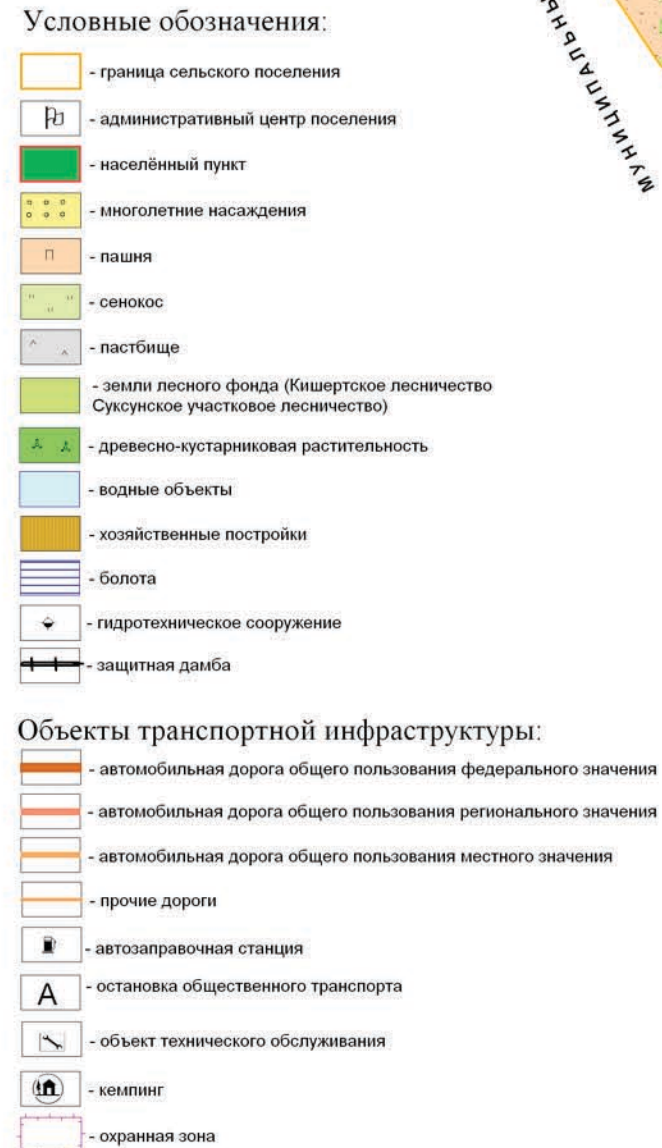 Условные обозначения:
- граница сельского поселения
- административный центр поселения
- населённый пункт
- многолетние насаждения
П - пашня
- сенокос
- пастбище
- земли лесного фонда (Кишертское лесничество
Суксунское участковое лесничество)
- древесно-кустарниковая растительность
- водные объекты
- хозяйственные постройки
- болота
- гидротехническое сооружение
- защитная дамба
Объекты транспортной инфраструктуры:
- автомобильная дорога общего пользования федерального значения
- автомобильная дорога общего пользования регионального значения
- автомобильная дорога общего пользования местного значения
- прочие дороги
- автозаправочная станция
А - остановка общественного транспорта
- объект технического обслуживания
- кемпинг
- охранная зона
МУНИЦИПАЛЬНЫ